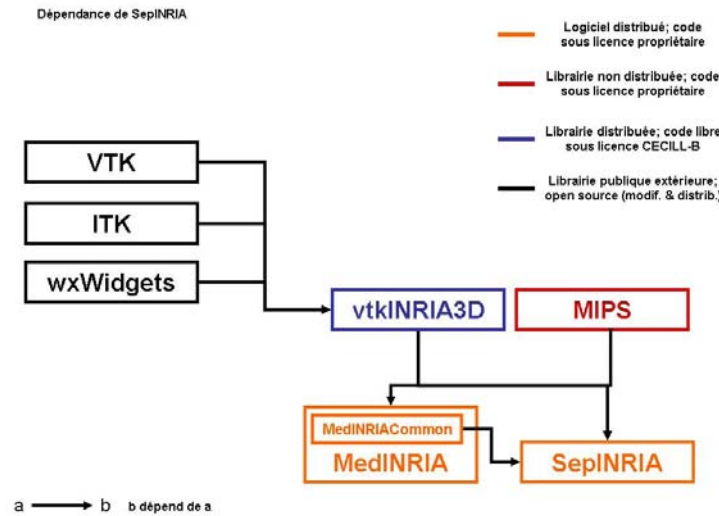 Dépendance de SepINRIA
Logiciel distribué; code
sous licence propriétaire
Librairie non distribuée; code
sous licence propriétaire
Librairie distribuée; code libre
sous licence CECILL-B
Librairie publique extérieure;
open source (modif. & distrib.)
VTK
ITK
wxWidgets
vtkINRIA3D
MIPS
MedINRIACommon
MedINRIA
SepINRIA
a b b dépend de a